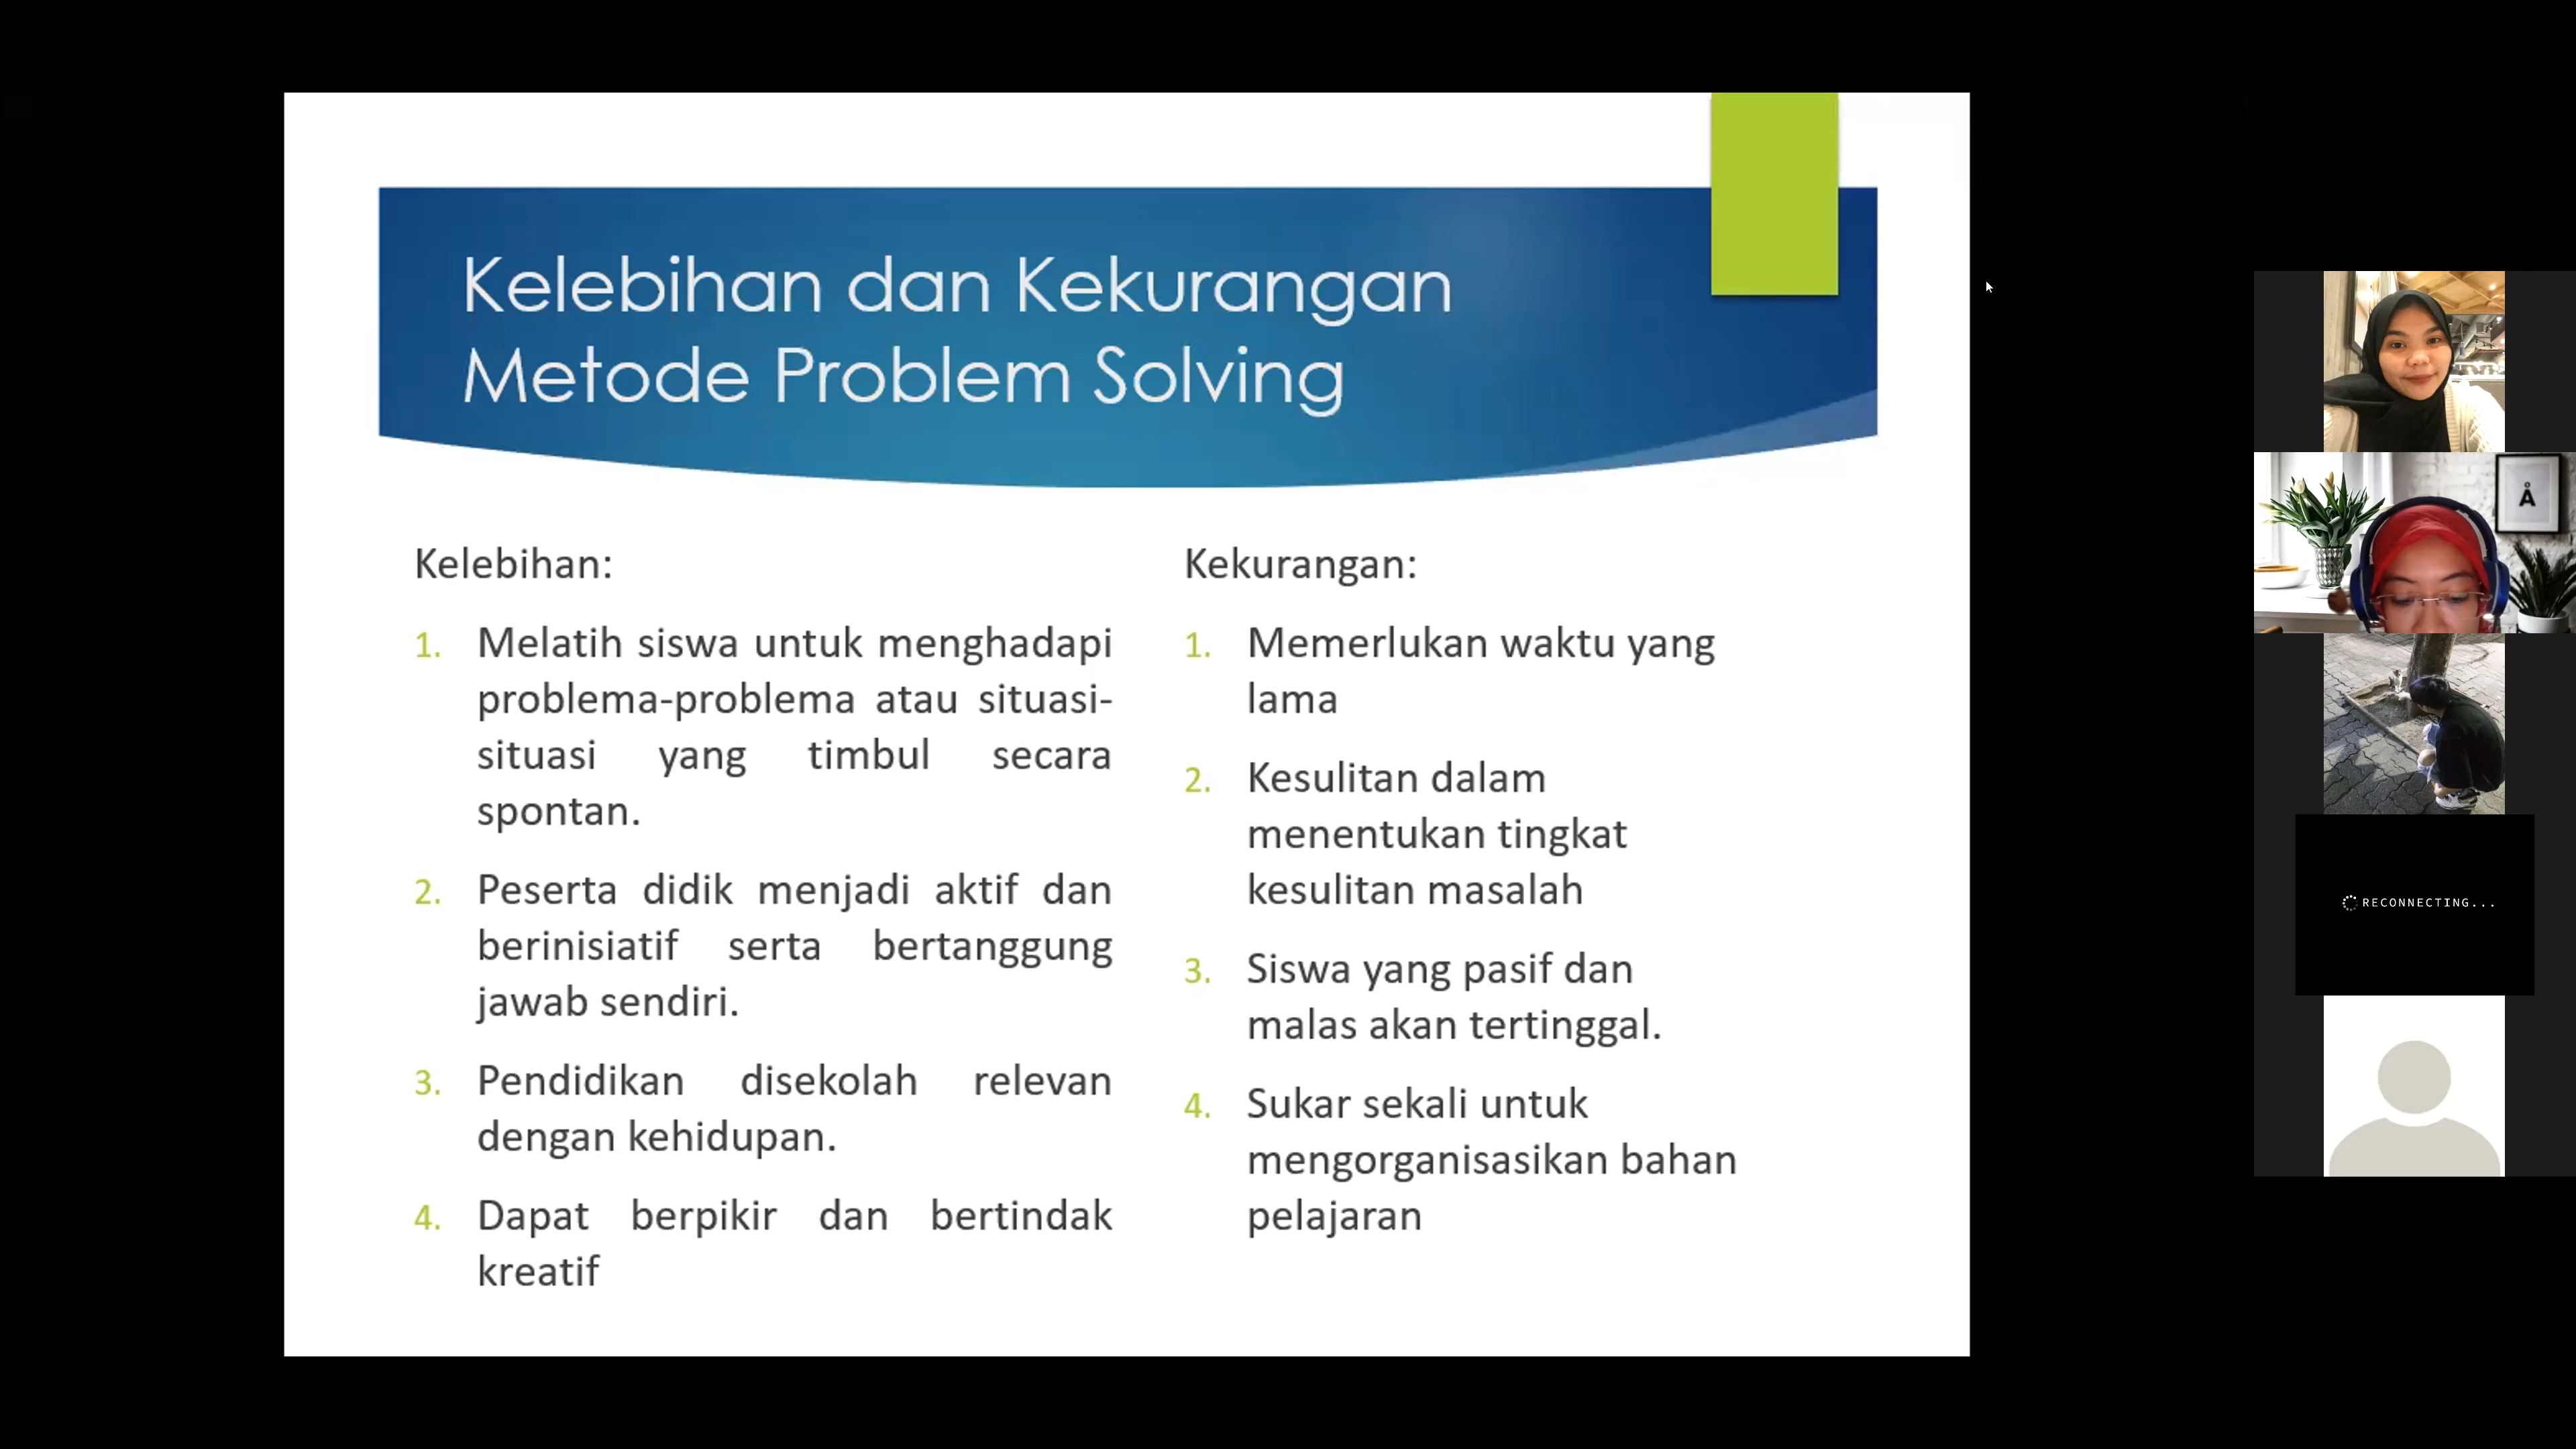 Kelebihan dan Kekurangan
Metode Problem Solving
Kelebihan:
1. Melatih siswa untuk menghadapi
problema-problema atau situasi-
situasi yang timbul secara
spontan.
2. Peserta didik menjadi aktif dan
berinisiatif serta bertanggung
jawab sendiri.
3. Pendidikan disekolah relevan
dengan kehidupan.
4. Dapat berpikir dan bertindak
kreatif
Kekurangan:
1. Memerlukan waktu yang
lama
2. Kesulitan dalam
menentukan tingkat
kesulitan masalah
3. Siswa yang pasif dan
malas akan tertinggal.
4. Sukar sekali untuk
mengorganisasikan bahan
pelajaran
Å
RECONNECTING...